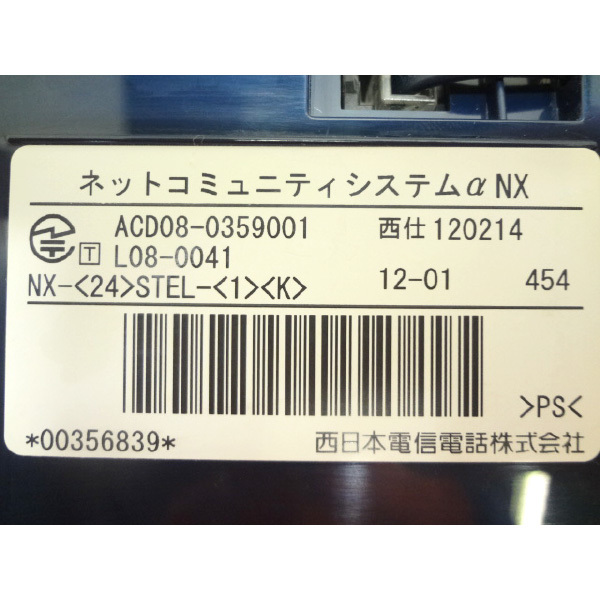 ネットコミュニティシステムα NX
ACD08-0359001 西仕 120214
T L08-0041
NX-<24>STEL-<1><K> 12-01 454
>PS<
*00356839* 西日本電信電話株式会社